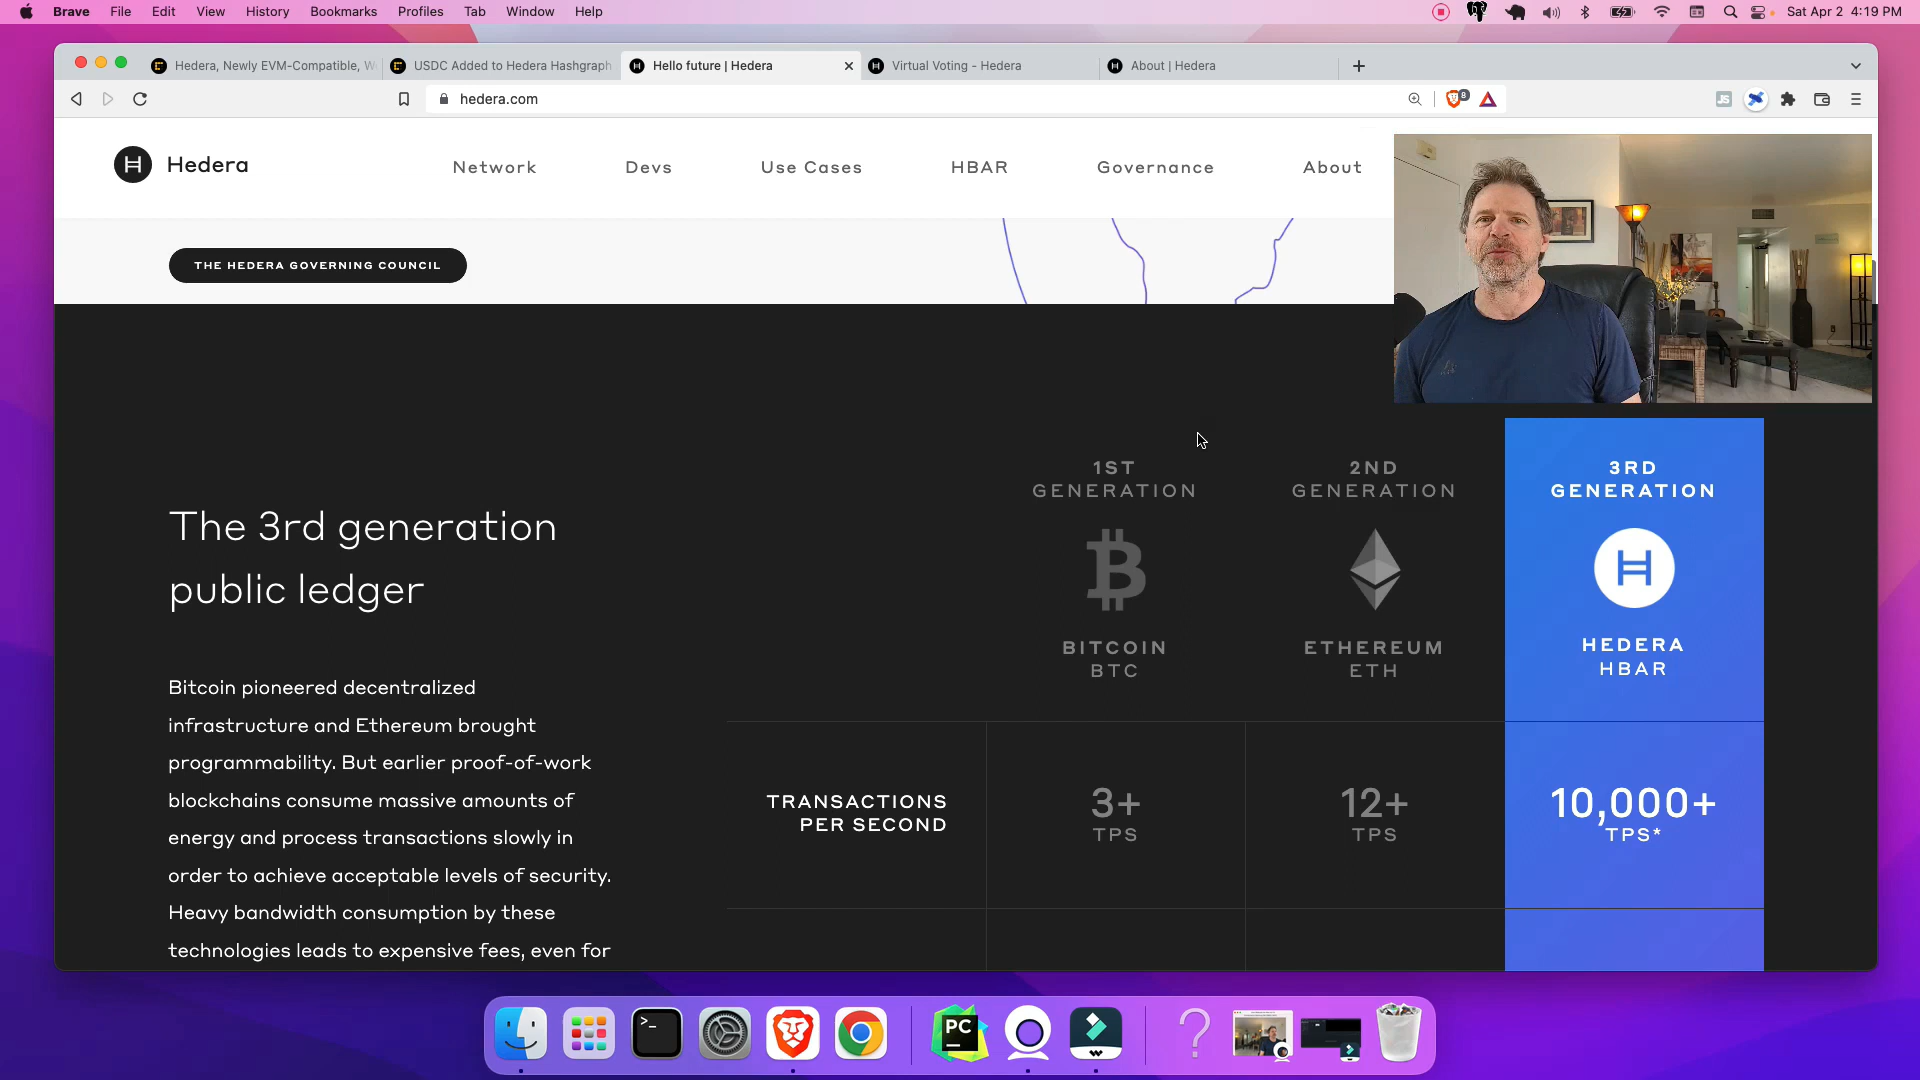 Brave File Edit View History Bookmarks Profiles Tab Window Help Sat Apr 2 4:19 PM
Hedera, Newly EVM-Compatible, W
USDC Added to Hedera Hashgraph
Hello future | Hedera
Virtual Voting - Hedera
About | Hedera
hedera.com
8
JS
Hedera
Network Devs Use Cases HBAR Governance About
THE HEDERA GOVERNING COUNCIL
The 3rd generation
public ledger
Bitcoin pioneered decentralized
infrastructure and Ethereum brought
programmability. But earlier proof-of-work
blockchains consume massive amounts of
energy and process transactions slowly in
order to achieve acceptable levels of security.
Heavy bandwidth consumption by these
technologies leads to expensive fees, even for
1ST
GENERATION
BITCOIN
BTC
2ND
GENERATION
ETHEREUM
ETH
3RD
GENERATION
HEDERA
HBAR
TRANSACTIONS
PER SECOND
3+
TPS
12+
TPS
10,000+
TPS*
PC